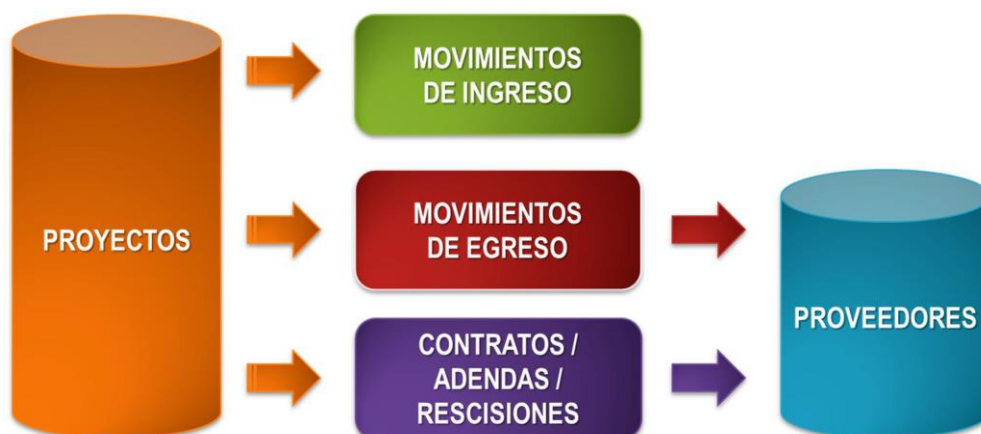 PROYECTOS
MOVIMIENTOS
DE INGRESO
MOVIMIENTOS
DE EGRESO
CONTRATOS /
ADENDAS /
RESCISIONES
PROVEEDORES